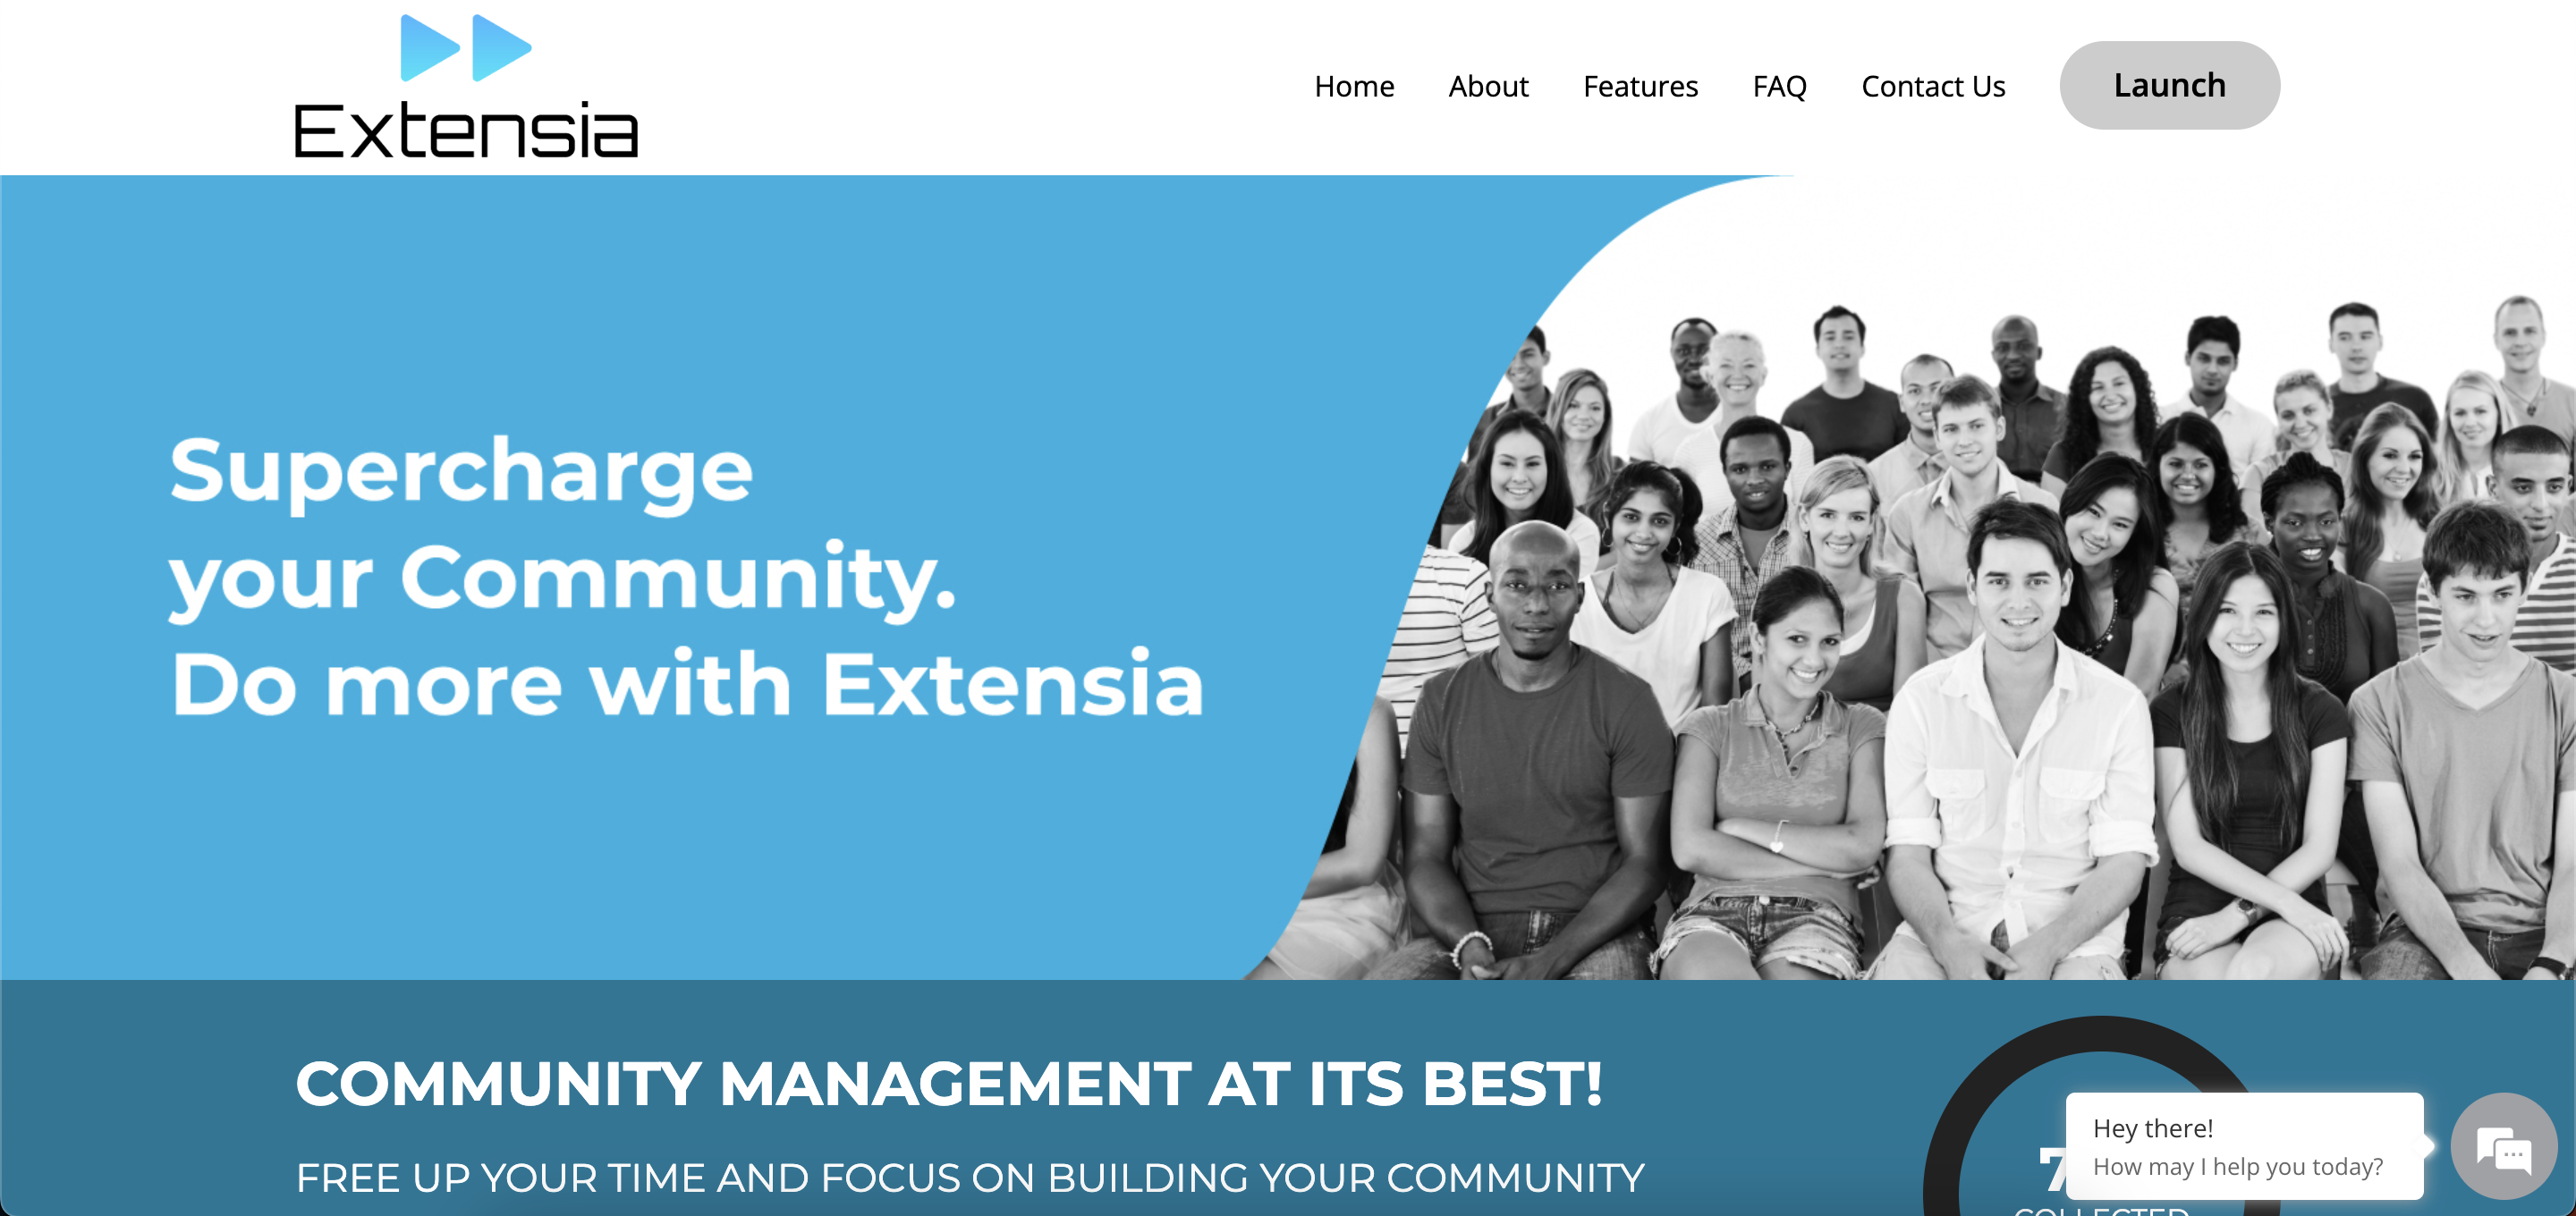 Extensia
Home About Features FAQ Contact Us Launch
Supercharge
your Community.
Do more with Extensia
COMMUNITY MANAGEMENT AT ITS BEST!
FREE UP YOUR TIME AND FOCUS ON BUILDING YOUR COMMUNITY
Hey there!
How may I help you today?
COLLECTED